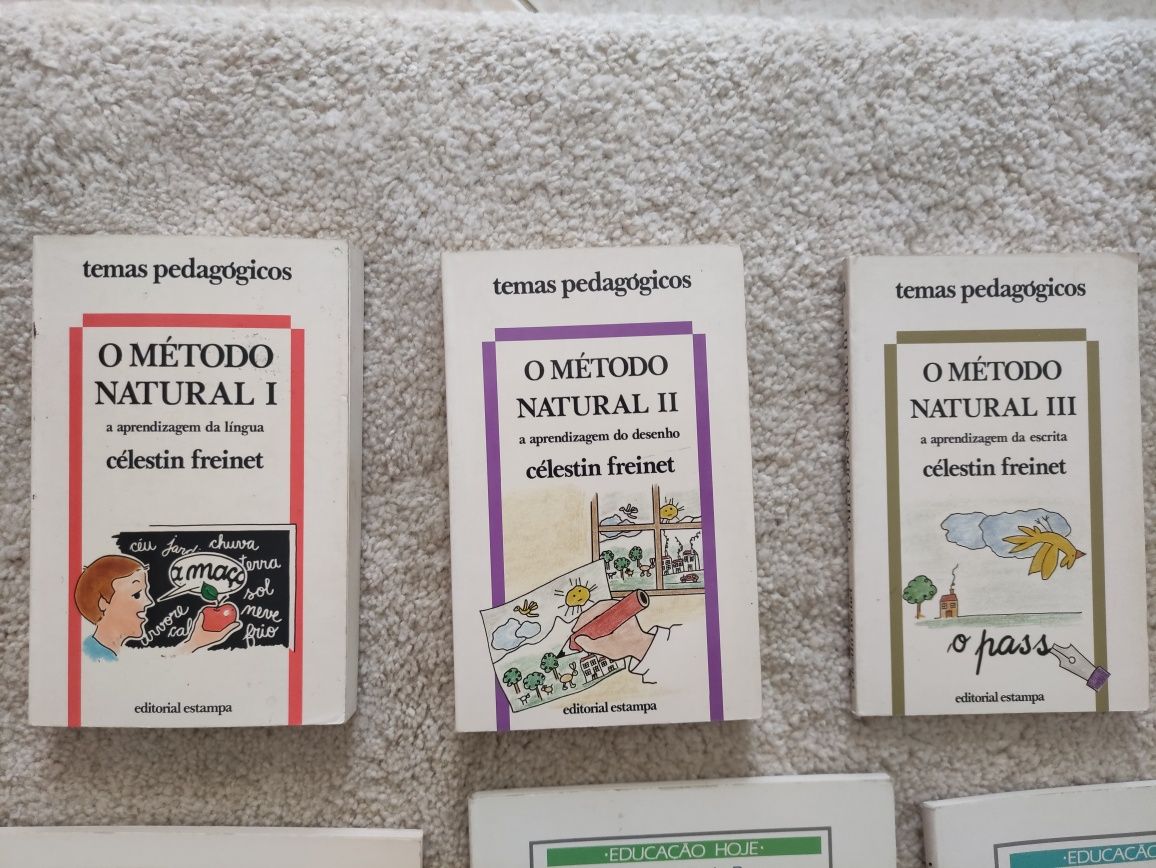 temas pedagógicos
O MÉTODO
NATURAL I
a aprendizagem da língua
célestin freinet
céu
chuva
a maçã
terra
sol
árvore
neve
cal
frio
editorial estampa
temas pedagógicos
O MÉTODO
NATURAL II
a aprendizagem do desenho
célestin freinet
editorial estampa
temas pedagógicos
O MÉTODO
NATURAL III
a aprendizagem da escrita
célestin freinet
o pass
editorial estampa
·EDUCAÇÃO HOJE·
·EDUCAÇÃ